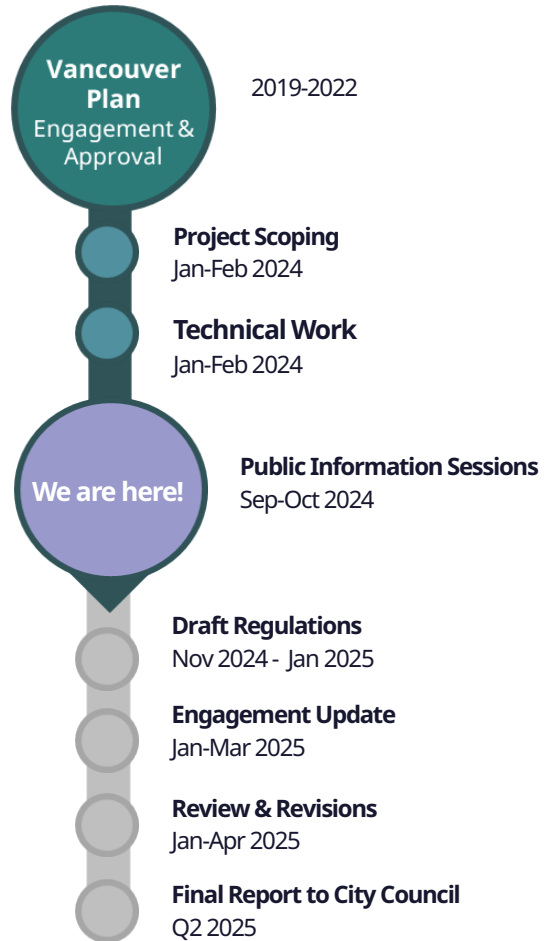 Vancouver
Plan
Engagement &
Approval
2019-2022
Project Scoping
Jan-Feb 2024
Technical Work
Jan-Feb 2024
We are here!
Public Information Sessions
Sep-Oct 2024
Draft Regulations
Nov 2024 - Jan 2025
Engagement Update
Jan-Mar 2025
Review & Revisions
Jan-Apr 2025
Final Report to City Council
Q2 2025